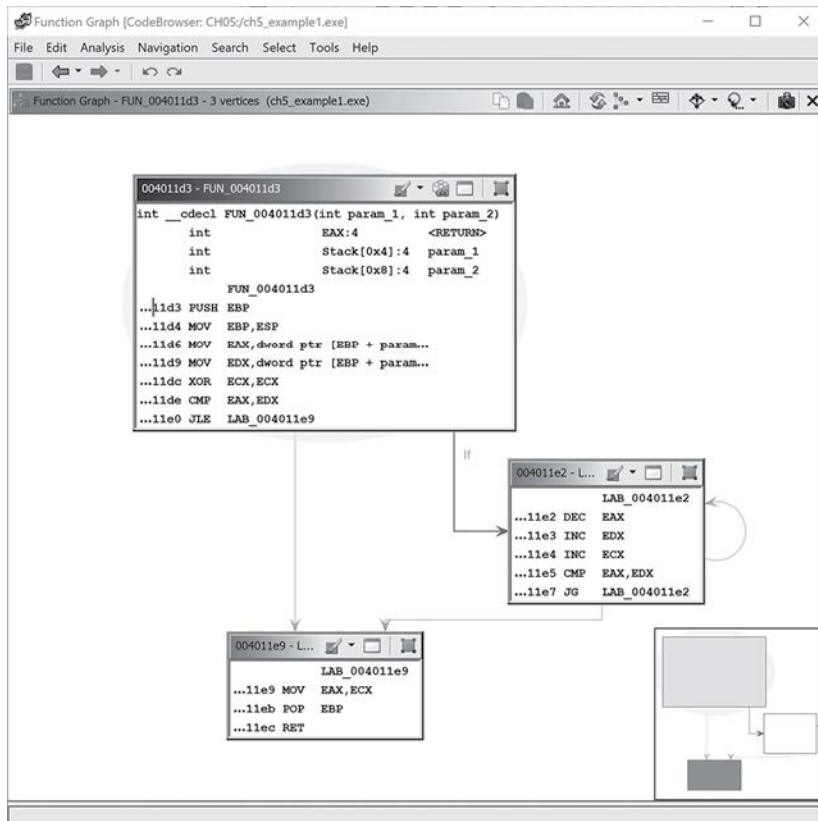 Function Graph [CodeBrowser: CH05:/ch5_example1.exe]
File Edit Analysis Navigation Search Select Tools Help
Function Graph - FUN_004011d3 - 3 vertices (ch5_example1.exe)
004011d3 - FUN_004011d3
int __cdecl FUN_004011d3(int param_1, int param_2)
int EAX:4 <RETURN>
int Stack[0x4]:4 param_1
int Stack[0x8]:4 param_2
FUN_004011d3
...11d3 PUSH EBP
...11d4 MOV EBP,ESP
...11d6 MOV EAX,dword ptr [EBP + param...
...11d9 MOV EDX,dword ptr [EBP + param...
...11dc XOR ECX,ECX
...11de CMP EAX,EDX
...11e0 JLE LAB_004011e9
If
004011e2 - L...
LAB_004011e2
...11e2 DEC EAX
...11e3 INC EDX
...11e4 INC ECX
...11e5 CMP EAX,EDX
...11e7 JG LAB_004011e2
004011e9 - L...
LAB_004011e9
...11e9 MOV EAX,ECX
...11eb POP EBP
...11ec RET